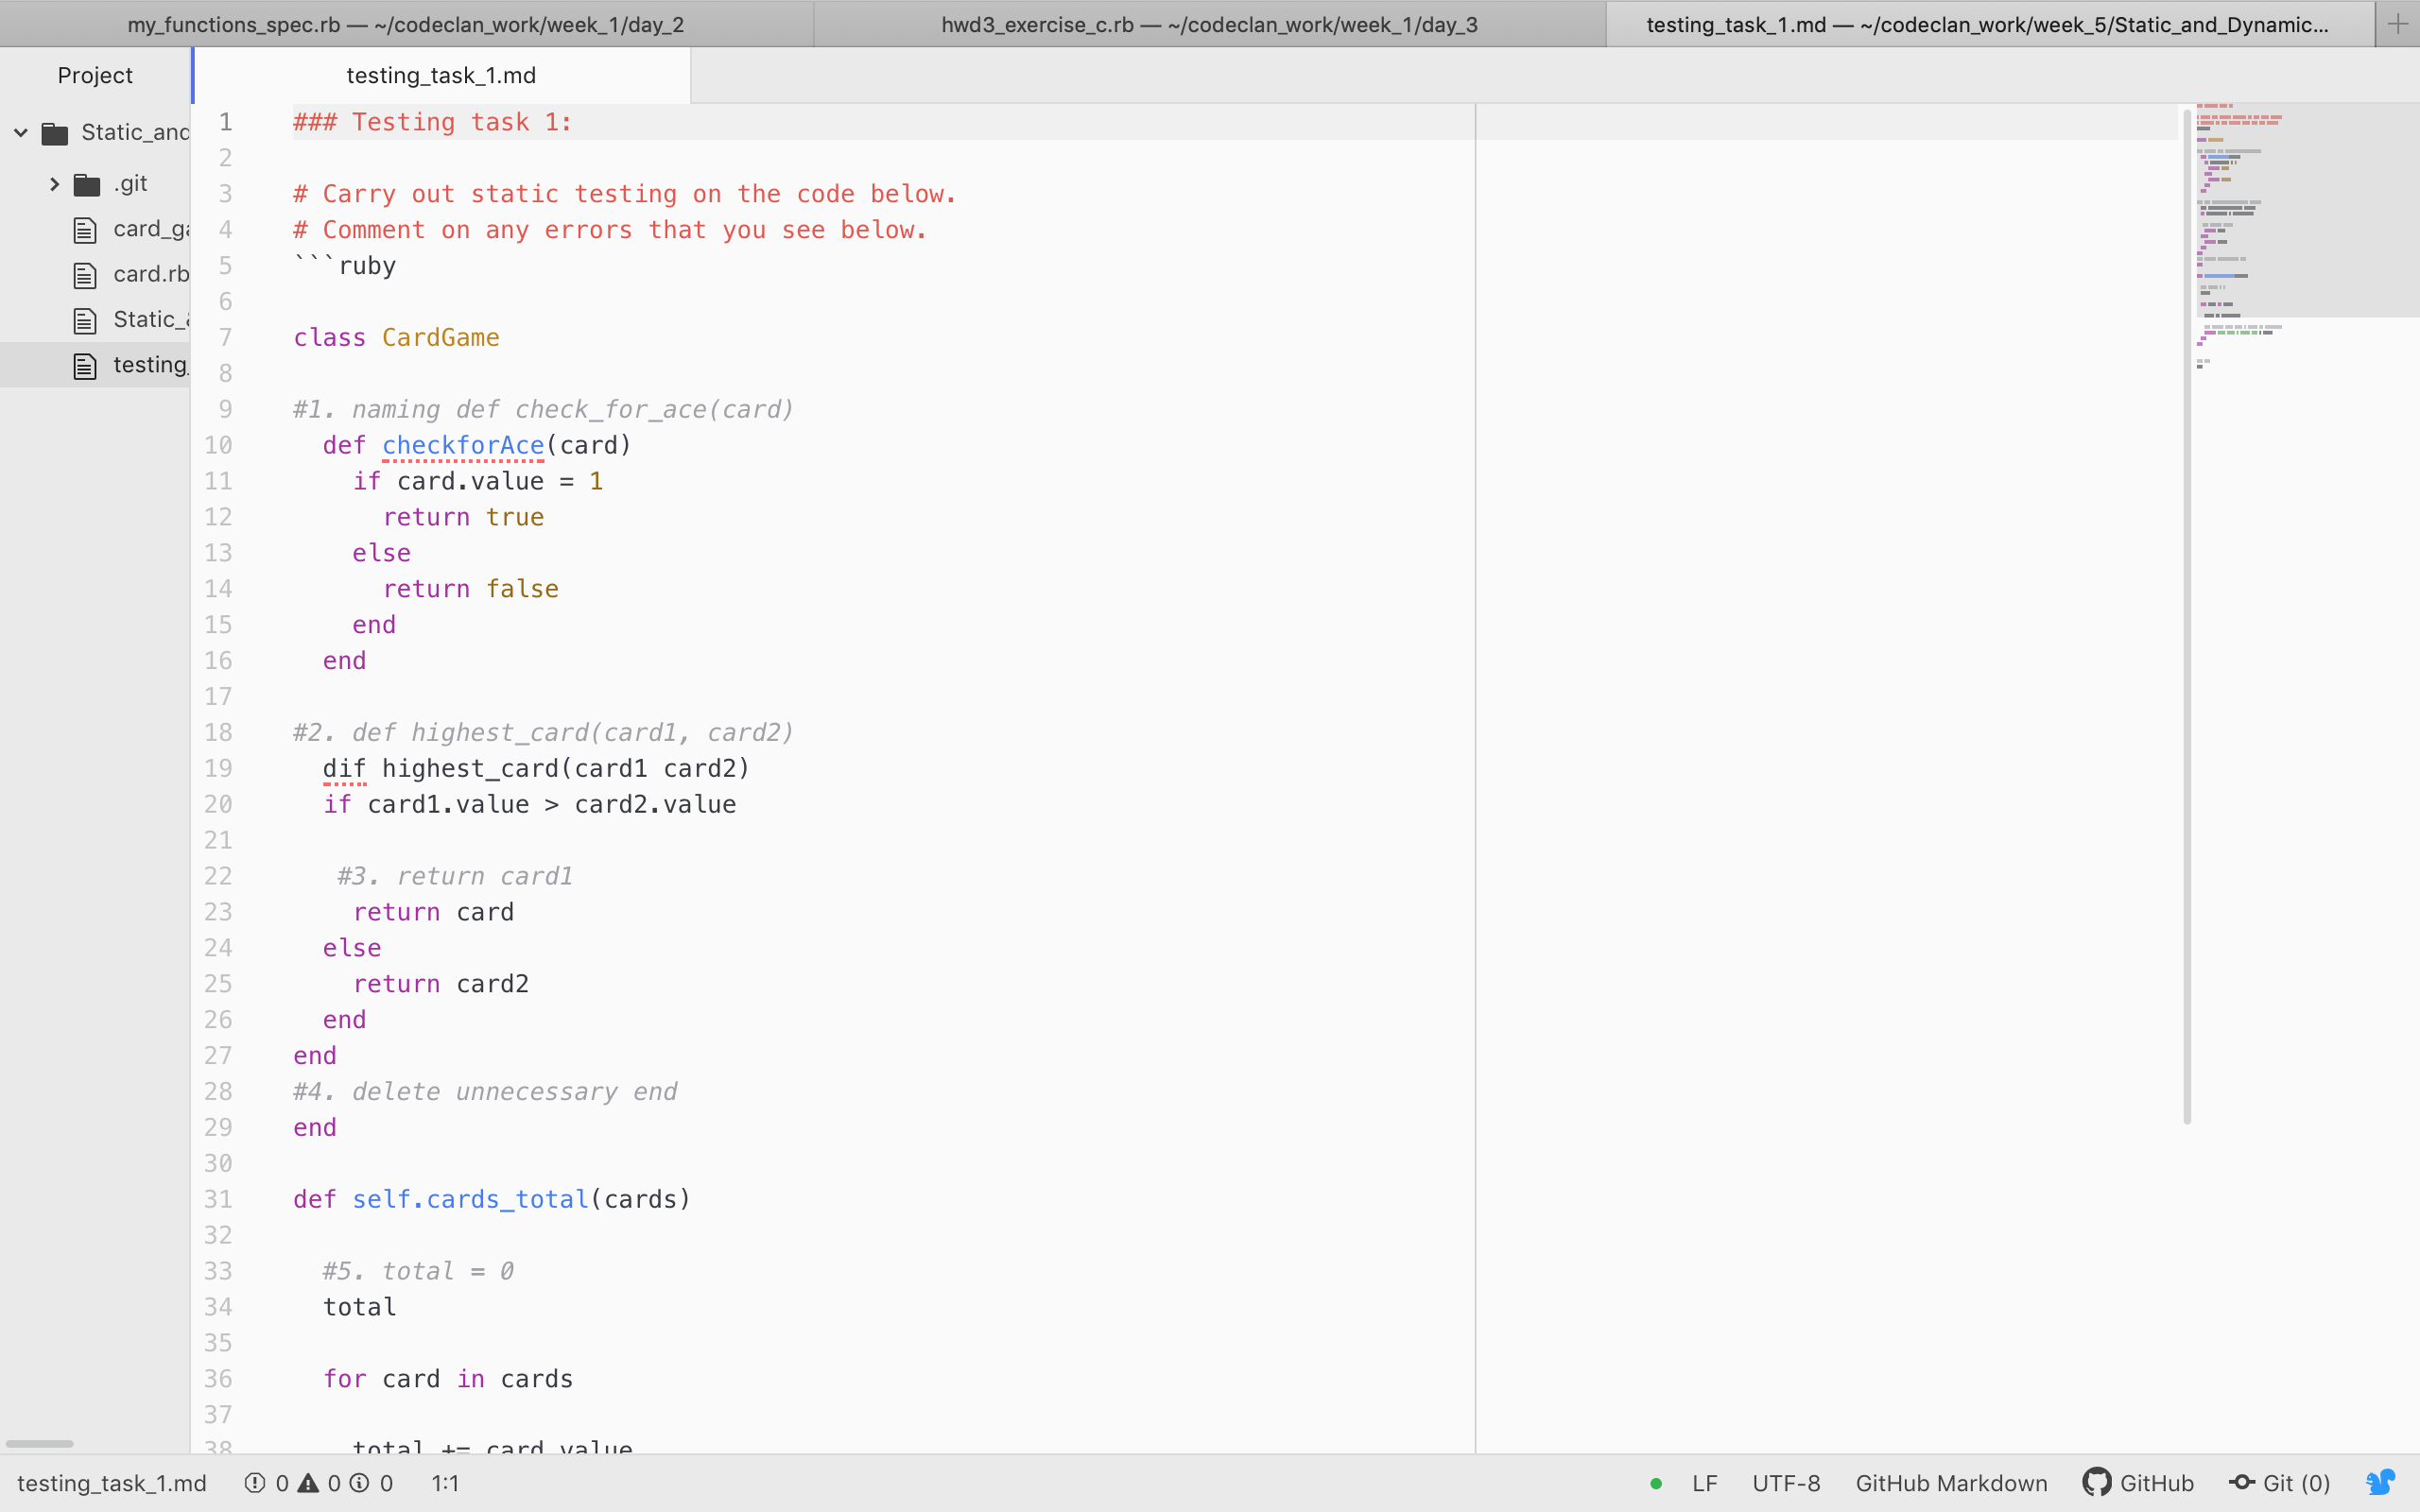 my_functions_spec.rb — ~/codeclan_work/week_1/day_2
hwd3_exercise_c.rb — ~/codeclan_work/week_1/day_3
testing_task_1.md — ~/codeclan_work/week_5/Static_and_Dynamic...
Project
testing_task_1.md
Static_and
.git
card_ga
card.rb
Static_&
testing_
1 ### Testing task 1:
2
3 # Carry out static testing on the code below.
4 # Comment on any errors that you see below.
5 ```ruby
6
7 class CardGame
8
9 #1. naming def check_for_ace(card)
10 def checkforAce(card)
11 if card.value = 1
12 return true
13 else
14 return false
15 end
16 end
17
18 #2. def highest_card(card1, card2)
19 dif highest_card(card1 card2)
20 if card1.value > card2.value
21
22 #3. return card1
23 return card
24 else
25 return card2
26 end
27 end
28 #4. delete unnecessary end
29 end
30
31 def self.cards_total(cards)
32
33 #5. total = 0
34 total
35
36 for card in cards
37
38 total += card.value
testing_task_1.md 0 0 0 1:1 LF UTF-8 GitHub Markdown GitHub Git (0)